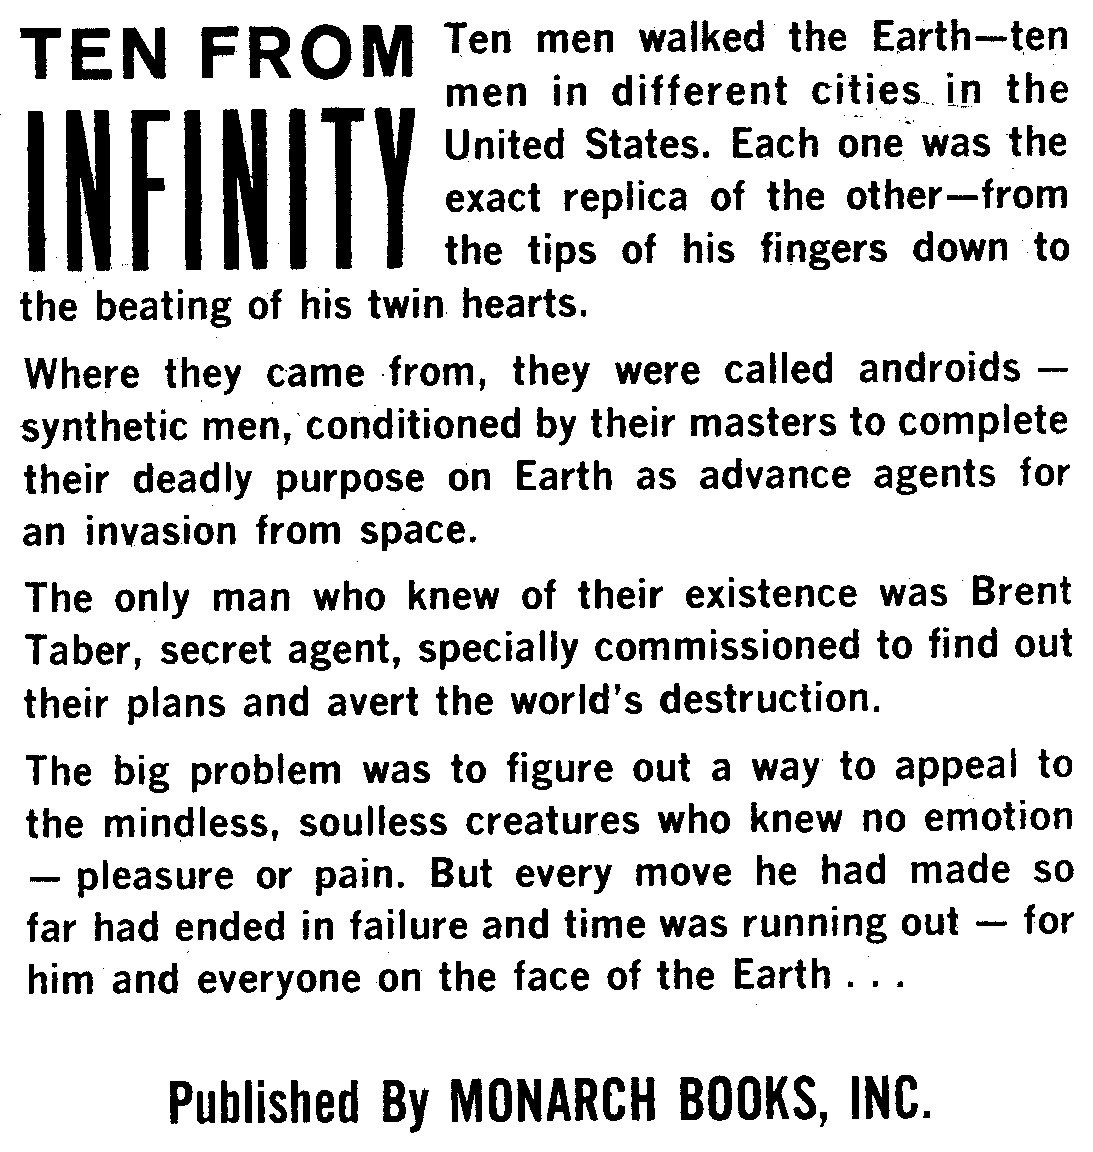 TEN FROM
INFINITY
Ten men walked the Earth—ten
men in different cities in the
United States. Each one was the
exact replica of the other—from
the tips of his fingers down to
the beating of his twin hearts.
Where they came from, they were called androids —
synthetic men, conditioned by their masters to complete
their deadly purpose on Earth as advance agents for
an invasion from space.
The only man who knew of their existence was Brent
Taber, secret agent, specially commissioned to find out
their plans and avert the world's destruction.
The big problem was to figure out a way to appeal to
the mindless, soulless creatures who knew no emotion
— pleasure or pain. But every move he had made so
far had ended in failure and time was running out — for
him and everyone on the face of the Earth . . .
Published By MONARCH BOOKS, INC.